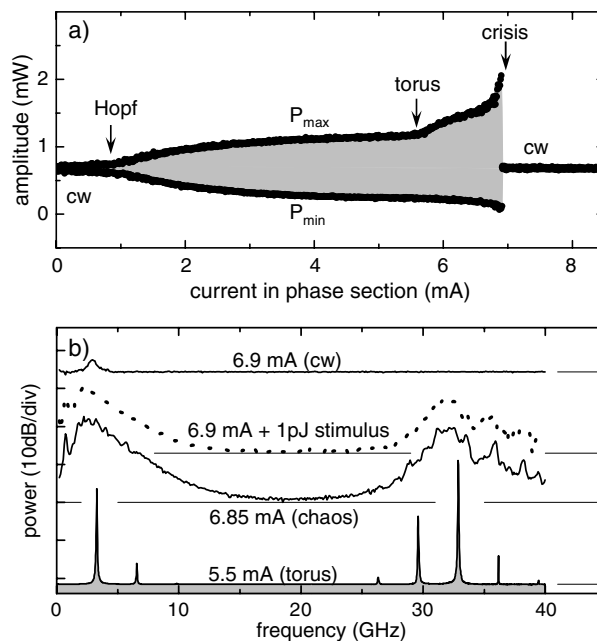 a)
crisis
torus
Hopf
2
P_max
1
cw
cw
P_min
0
amplitude (mW)
0 2 4 6 8
current in phase section (mA)
b)
6.9 mA (cw)
6.9 mA + 1pJ stimulus
6.85 mA (chaos)
5.5 mA (torus)
power (10dB/div)
0 10 20 30 40
frequency (GHz)